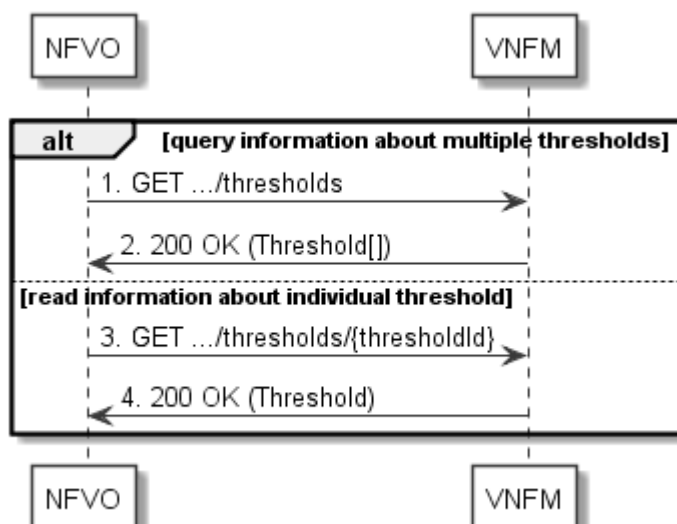 NFVO VNFM
alt [query information about multiple thresholds]
1. GET .../thresholds
2. 200 OK (Threshold[])
[read information about individual threshold]
3. GET .../thresholds/{thresholdId}
4. 200 OK (Threshold)
NFVO VNFM